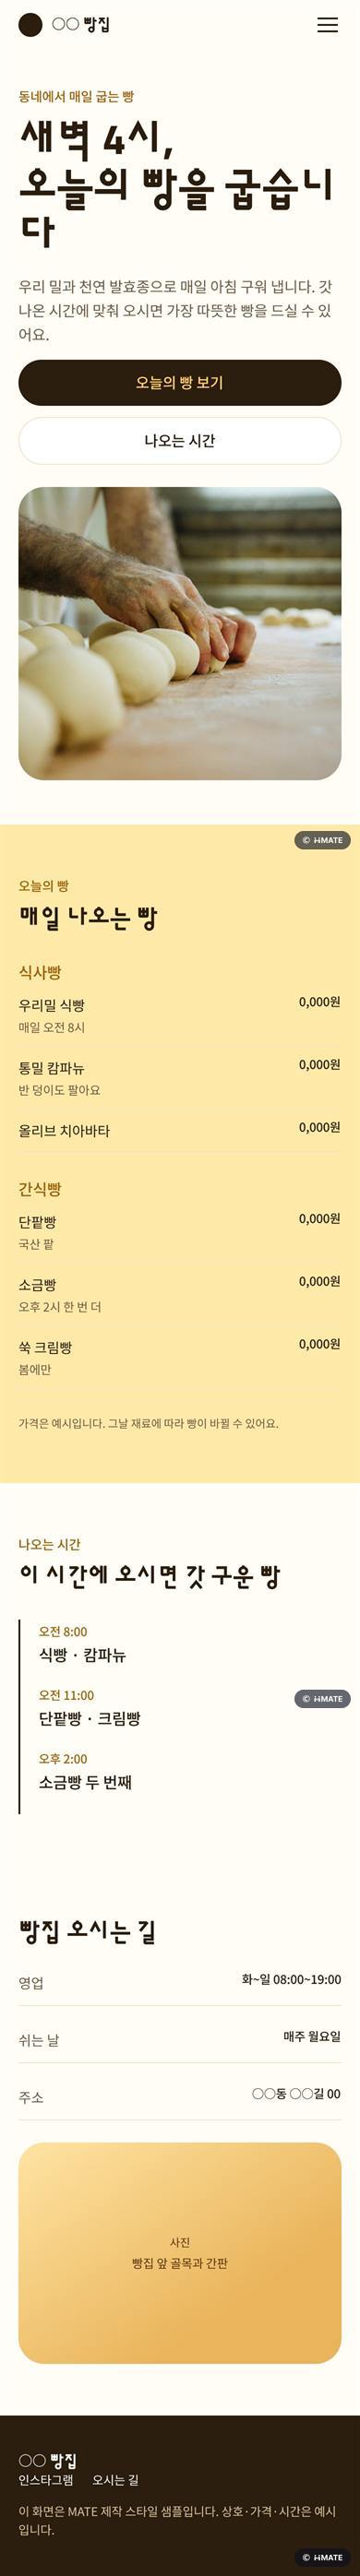 ○○ 빵집
동네에서 매일 굽는 빵
새벽 4시,
오늘의 빵을 굽습니
다
우리 밀과 천연 발효종으로 매일 아침 구워 냅니다. 갓
나온 시간에 맞춰 오시면 가장 따뜻한 빵을 드실 수 있
어요.
오늘의 빵 보기
나오는 시간
© HMATE
오늘의 빵
매일 나오는 빵
식사빵
우리밀 식빵 0,000원
매일 오전 8시
통밀 캄파뉴 0,000원
반 덩이도 팔아요
올리브 치아바타 0,000원
간식빵
단팥빵 0,000원
국산 팥
소금빵 0,000원
오후 2시 한 번 더
쑥 크림빵 0,000원
봄에만
가격은 예시입니다. 그날 재료에 따라 빵이 바뀔 수 있어요.
나오는 시간
이 시간에 오시면 갓 구운 빵
오전 8:00
식빵 · 캄파뉴
오전 11:00
© HMATE
단팥빵 · 크림빵
오후 2:00
소금빵 두 번째
빵집 오시는 길
영업 화~일 08:00~19:00
쉬는 날 매주 월요일
주소 ○○동 ○○길 00
사진
빵집 앞 골목과 간판
○○ 빵집
인스타그램 오시는 길
이 화면은 MATE 제작 스타일 샘플입니다. 상호·가격·시간은 예시
입니다.
© HMATE